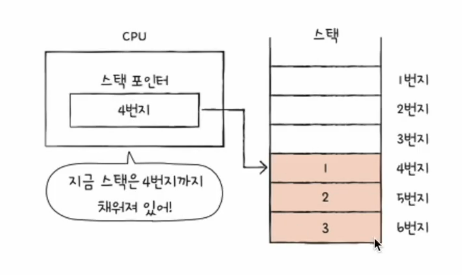 CPU
스택 포인터
4번지
지금 스택은 4번지까지
채워져 있어!
스택
1번지
2번지
3번지
1 4번지
2 5번지
3 6번지